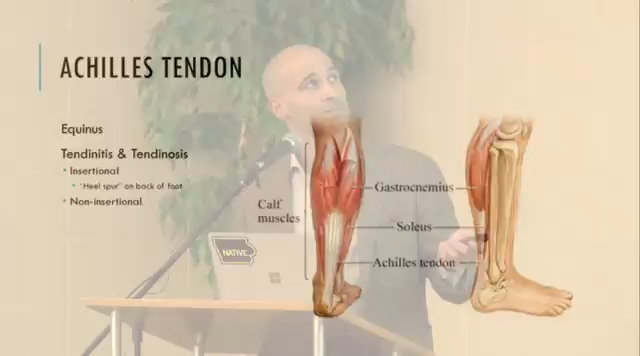 ACHILLES TENDON
Equinus
Tendinitis & Tendinosis
Insertional
"Heel spur" on back of foot
Non-insertional
Calf
muscles
Gastrocnemius
Soleus
Achilles tendon
NATIVE